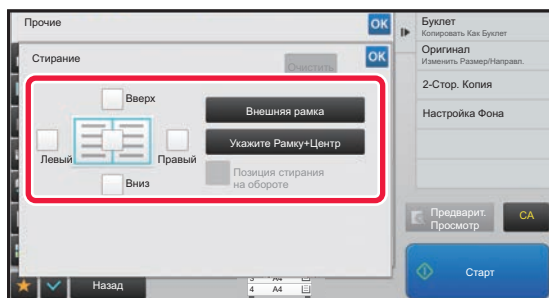 Прочие
OK
Стирание
Очистить
OK
Вверх
Левый
Правый
Вниз
Внешняя рамка
Укажите Рамку+Центр
Позиция стирания
на обороте
Назад
3 A4
4 A4
Буклет
Копировать Как Буклет
Оригинал
Изменить Размер/Направл.
2-Стор. Копия
Настройка Фона
Предварит.
Просмотр
CA
Старт